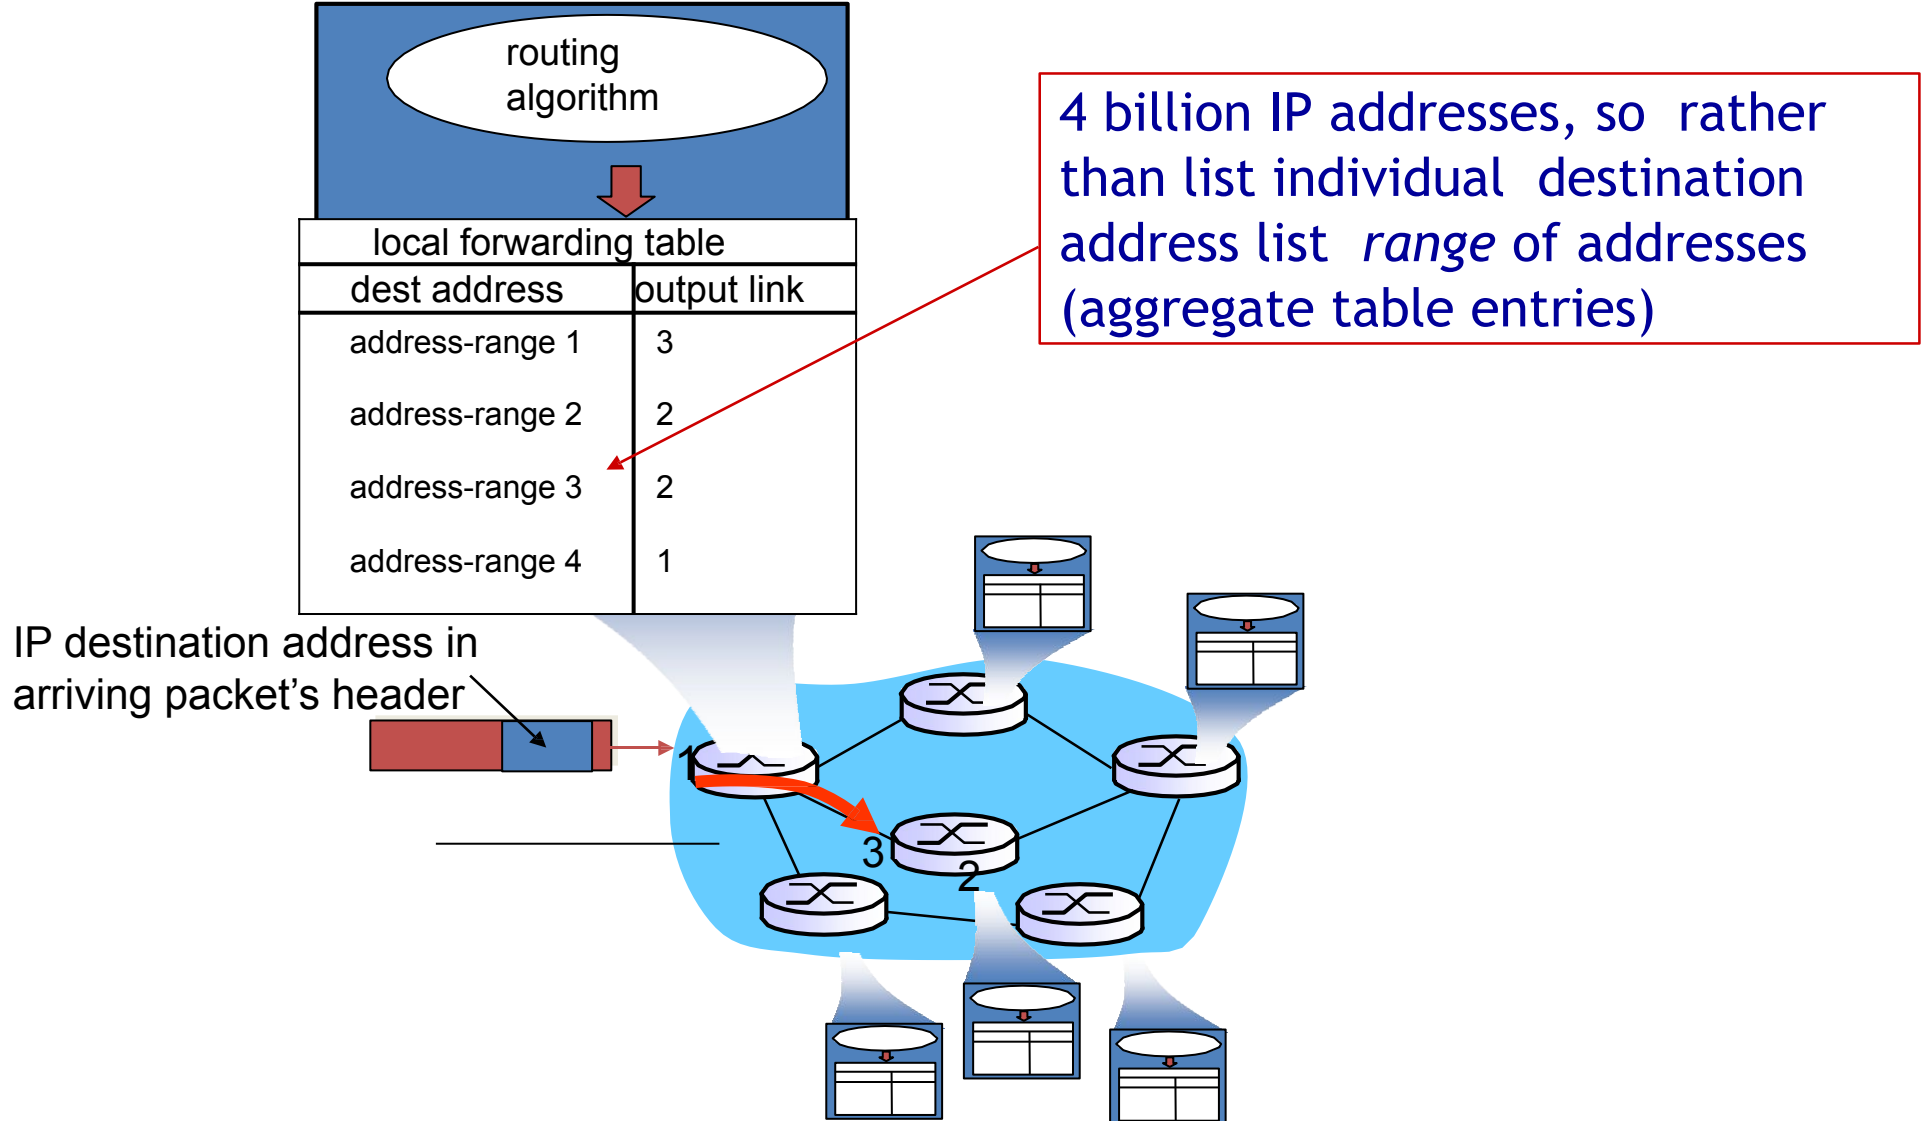 routing
algorithm
4 billion IP addresses, so rather
than list individual destination
address list range of addresses
(aggregate table entries)
local forwarding table
dest address output link
address-range 1 3
address-range 2 2
address-range 3 2
address-range 4 1
IP destination address in
arriving packet’s header
1
3
2